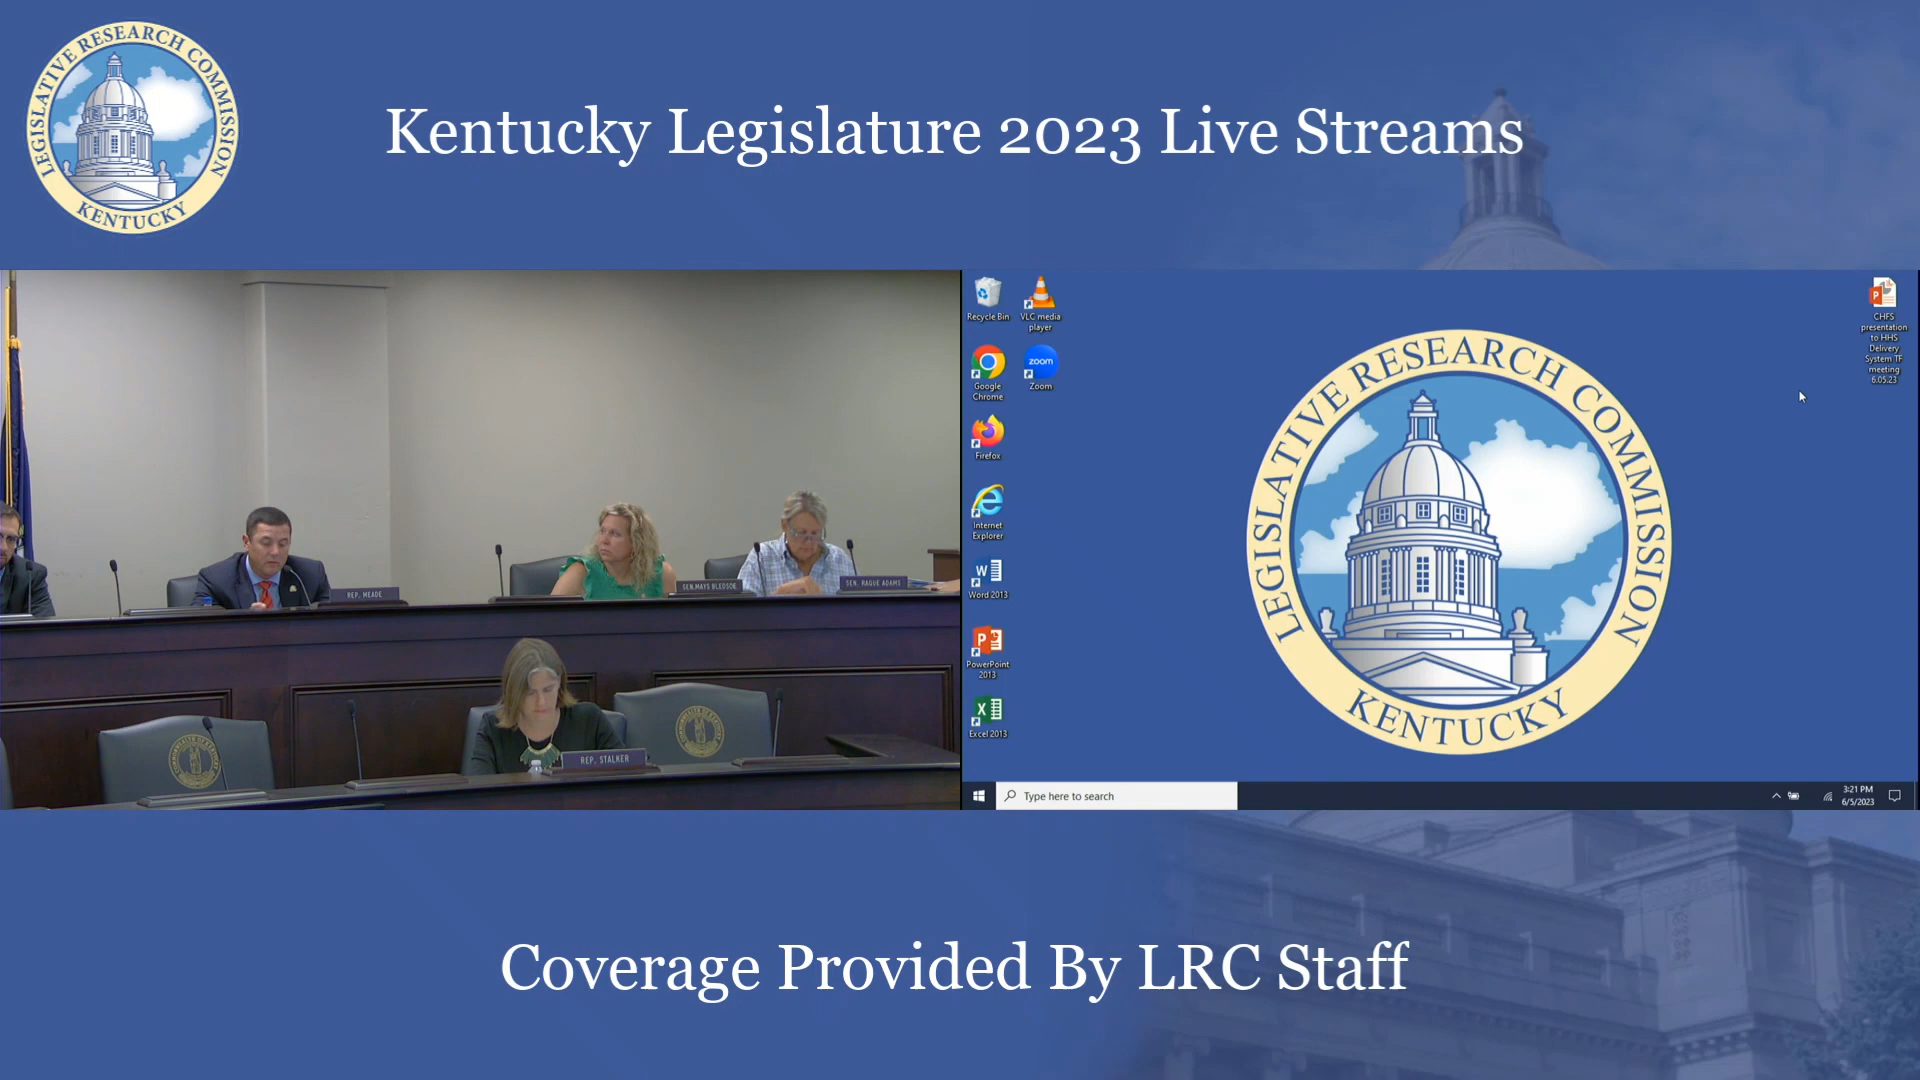 LEGISLATIVE RESEARCH COMMISSION
KENTUCKY
Kentucky Legislature 2023 Live Streams
REP. MEADE
SEN. MAYS BLEDSOE
SEN. RAQUE ADAMS
REP. STALKER
Recycle Bin
VLC media
player
Google
Chrome
Zoom
zoom
Firefox
Internet
Explorer
Word 2013
PowerPoint
2013
Excel 2013
CHFS
presentation
to HHS
Delivery
System TF
meeting
6.05.23
LEGISLATIVE RESEARCH COMMISSION
KENTUCKY
Type here to search
3:21 PM
6/5/2023
Coverage Provided By LRC Staff